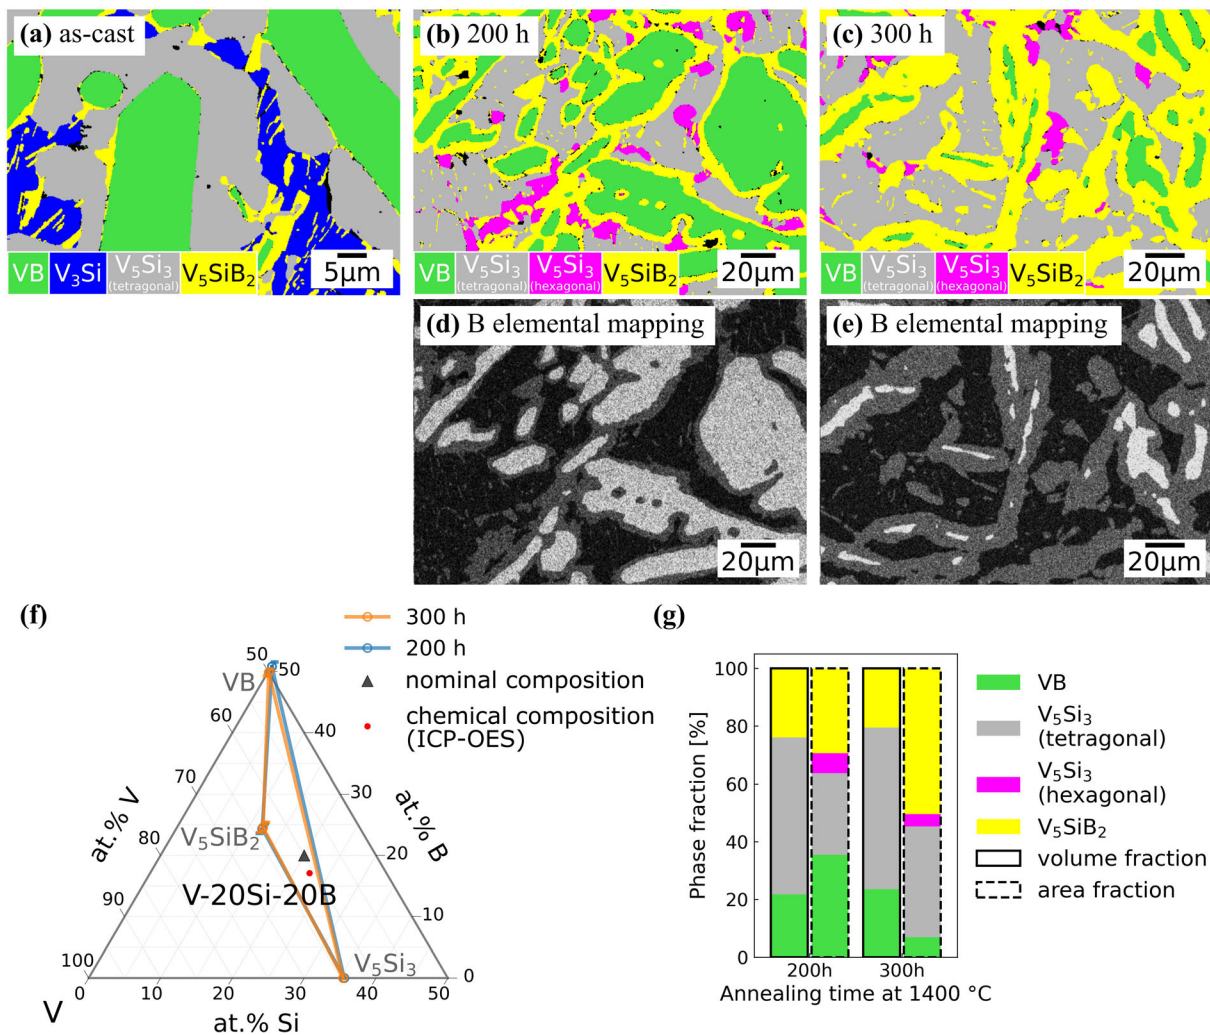 (a) as-cast
VB V₃Si V₅Si₃ (tetragonal) V₅SiB₂
5μm
(b) 200 h
VB V₅Si₃ (tetragonal) V₅Si₃ (hexagonal) V₅SiB₂
20μm
(c) 300 h
VB V₅Si₃ (tetragonal) V₅Si₃ (hexagonal) V₅SiB₂
20μm
(d) B elemental mapping
20μm
(e) B elemental mapping
20μm
(f)
300 h
200 h
nominal composition
chemical composition
(ICP-OES)
50
50
VB
60
40
70
30
at.% V
at.% B
80
V₅SiB₂
20
V-20Si-20B
90
10
V₅Si₃
100
0
0 10 20 30 40 50
V
at.% Si
(g)
100
80
60
40
20
0
Phase fraction [%]
200h 300h
Annealing time at 1400 °C
VB
V₅Si₃
(tetragonal)
V₅Si₃
(hexagonal)
V₅SiB₂
volume fraction
area fraction